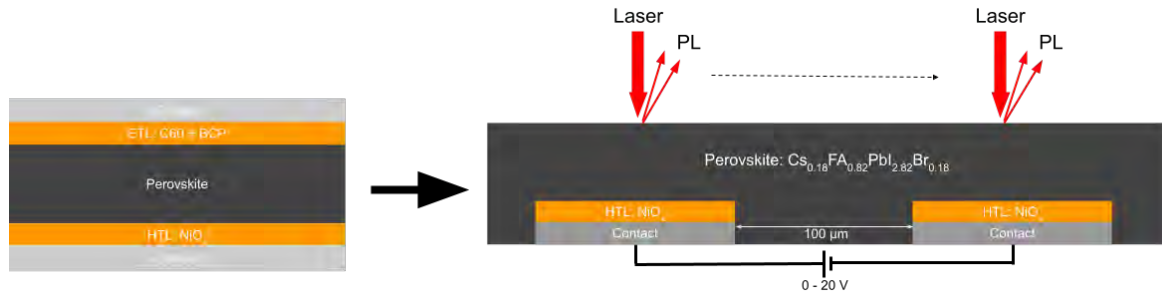 Laser
PL
Laser
PL
ETL: C60 + BCP
Perovskite
HTL: NiO
Perovskite: Cs0.18FA0.82PbI2.82Br0.18
HTL: NiOx
HTL: NiOx
Contact
100 µm
Contact
0 - 20 V